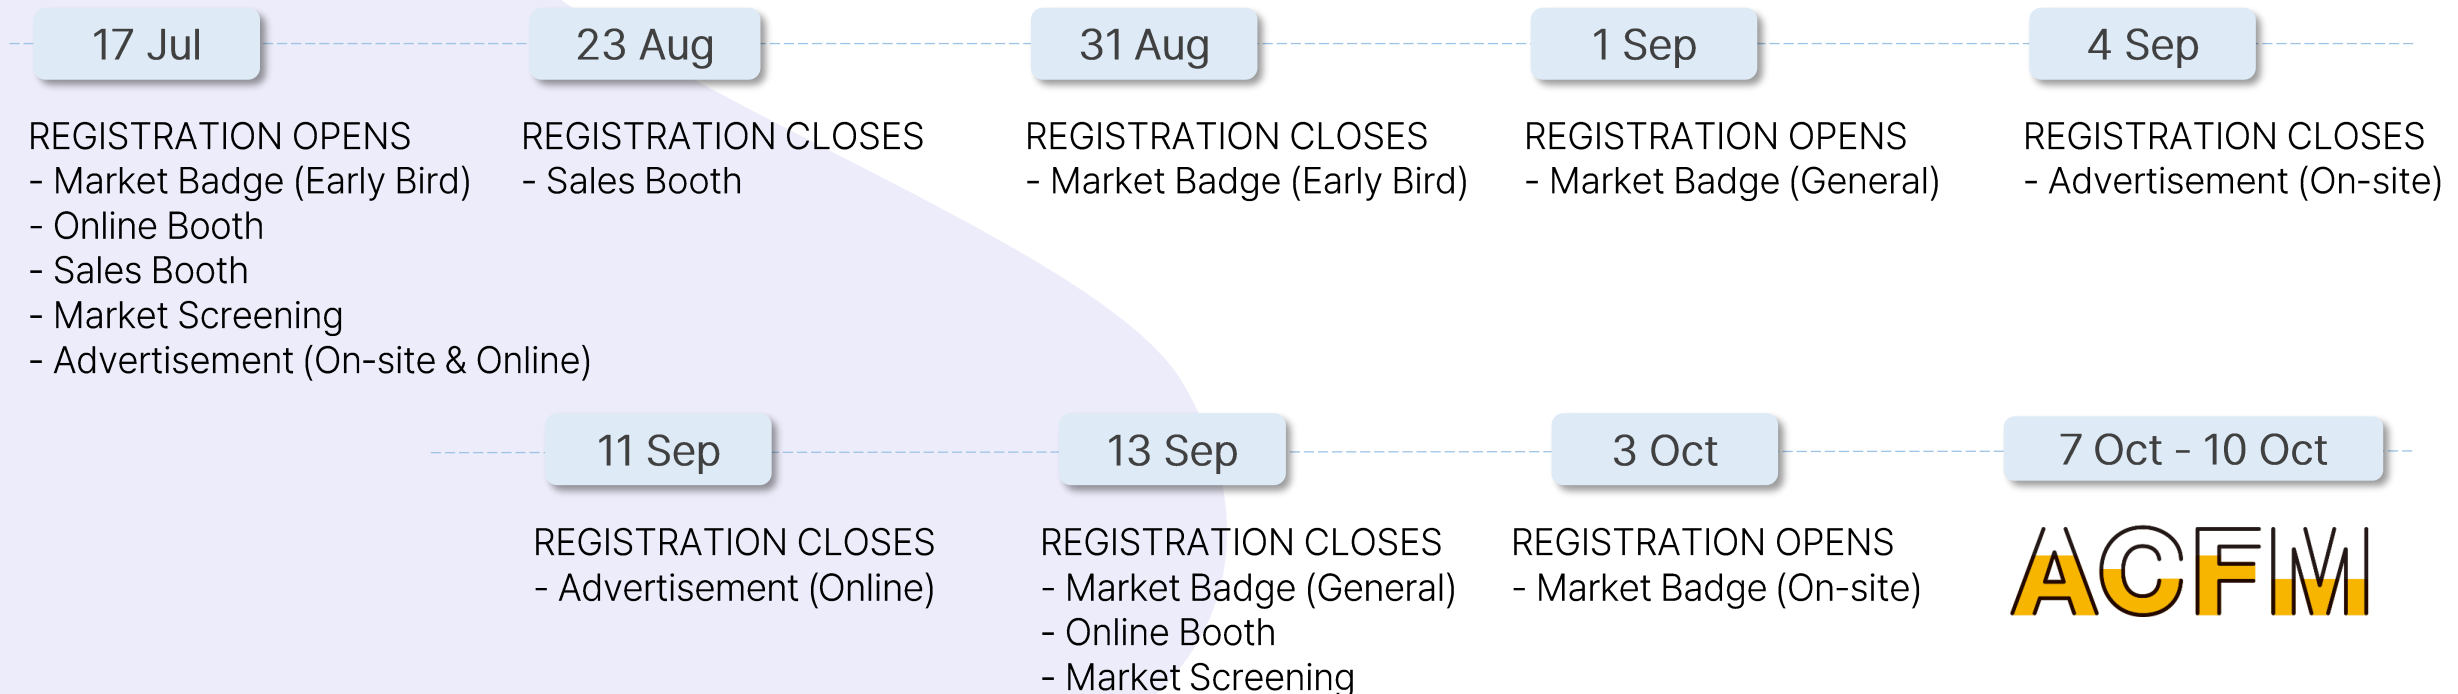 17 Jul
REGISTRATION OPENS
- Market Badge (Early Bird)
- Online Booth
- Sales Booth
- Market Screening
- Advertisement (On-site & Online)
23 Aug
REGISTRATION CLOSES
- Sales Booth
31 Aug
REGISTRATION CLOSES
- Market Badge (Early Bird)
1 Sep
REGISTRATION OPENS
- Market Badge (General)
4 Sep
REGISTRATION CLOSES
- Advertisement (On-site)
11 Sep
REGISTRATION CLOSES
- Advertisement (Online)
13 Sep
REGISTRATION CLOSES
- Market Badge (General)
- Online Booth
- Market Screening
3 Oct
REGISTRATION OPENS
- Market Badge (On-site)
7 Oct - 10 Oct
ACFM